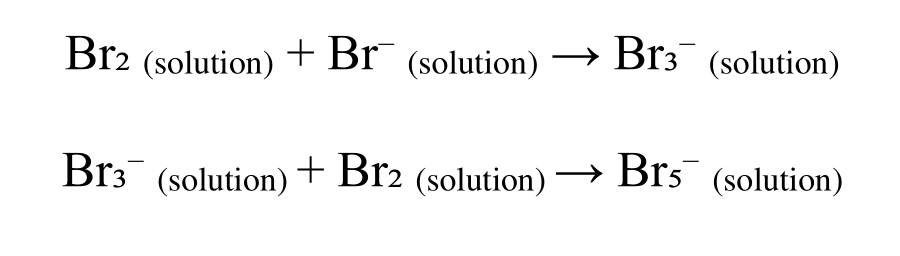 Br₂ (solution) + Br⁻ (solution) → Br₃⁻ (solution)
Br₃⁻ (solution) + Br₂ (solution) → Br₅⁻ (solution)